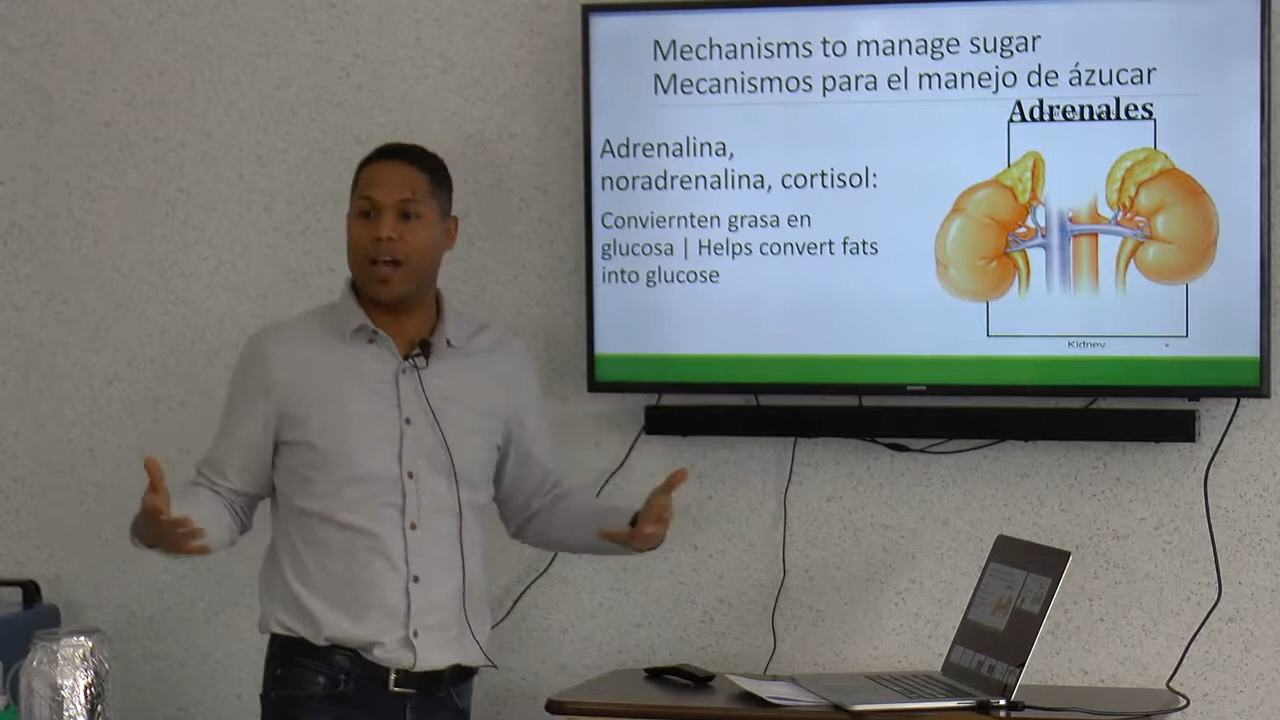 Mechanisms to manage sugar
Mecanismos para el manejo de ázucar
Adrenales
Adrenalina,
noradrenalina, cortisol:
Conviernten grasa en
glucosa | Helps convert fats
into glucose
Kidney
SAMSUNG